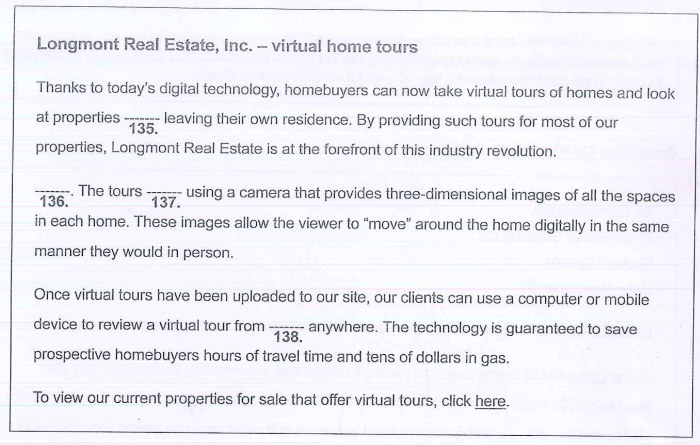 Longmont Real Estate, Inc. – virtual home tours
Thanks to today's digital technology, homebuyers can now take virtual tours of homes and look
at properties ------- leaving their own residence. By providing such tours for most of our
135.
properties, Longmont Real Estate is at the forefront of this industry revolution.
-------. The tours ------- using a camera that provides three-dimensional images of all the spaces
136. 137.
in each home. These images allow the viewer to “move” around the home digitally in the same
manner they would in person.
Once virtual tours have been uploaded to our site, our clients can use a computer or mobile
device to review a virtual tour from ------- anywhere. The technology is guaranteed to save
138.
prospective homebuyers hours of travel time and tens of dollars in gas.
To view our current properties for sale that offer virtual tours, click here.